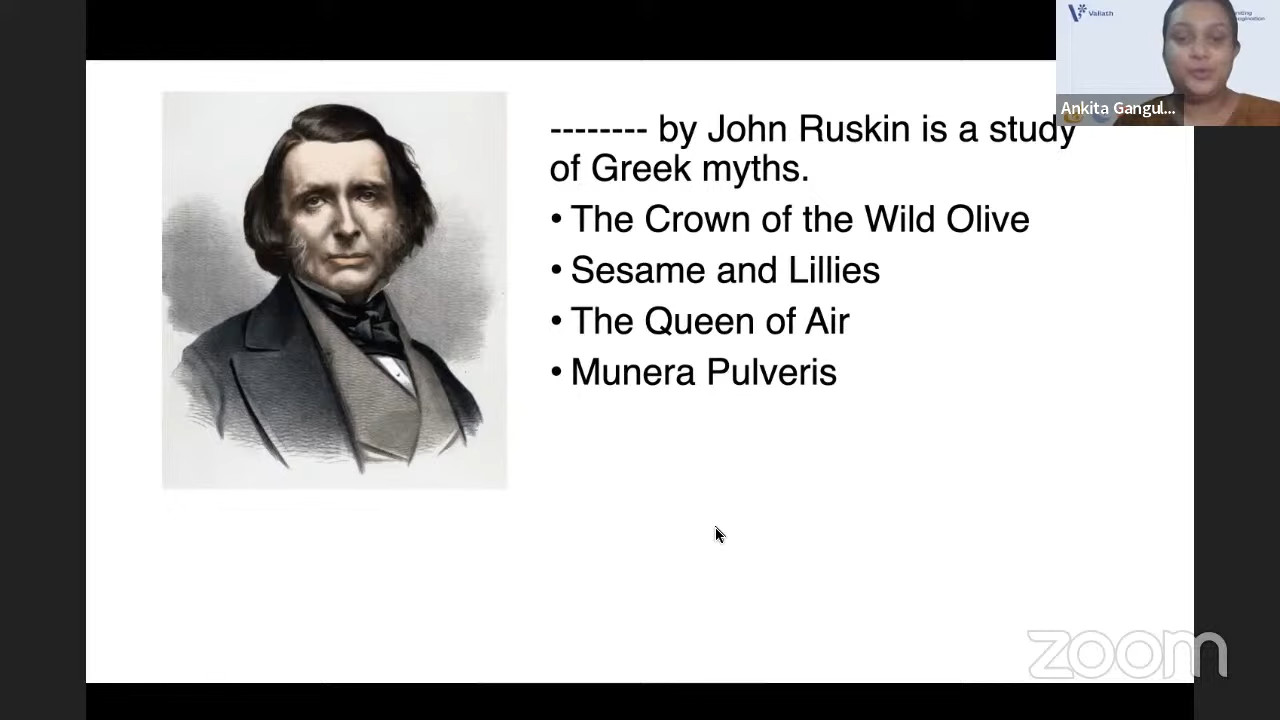 Valiath
Ankita Gangul...
-------- by John Ruskin is a study
of Greek myths.
• The Crown of the Wild Olive
• Sesame and Lillies
• The Queen of Air
• Munera Pulveris
zoom